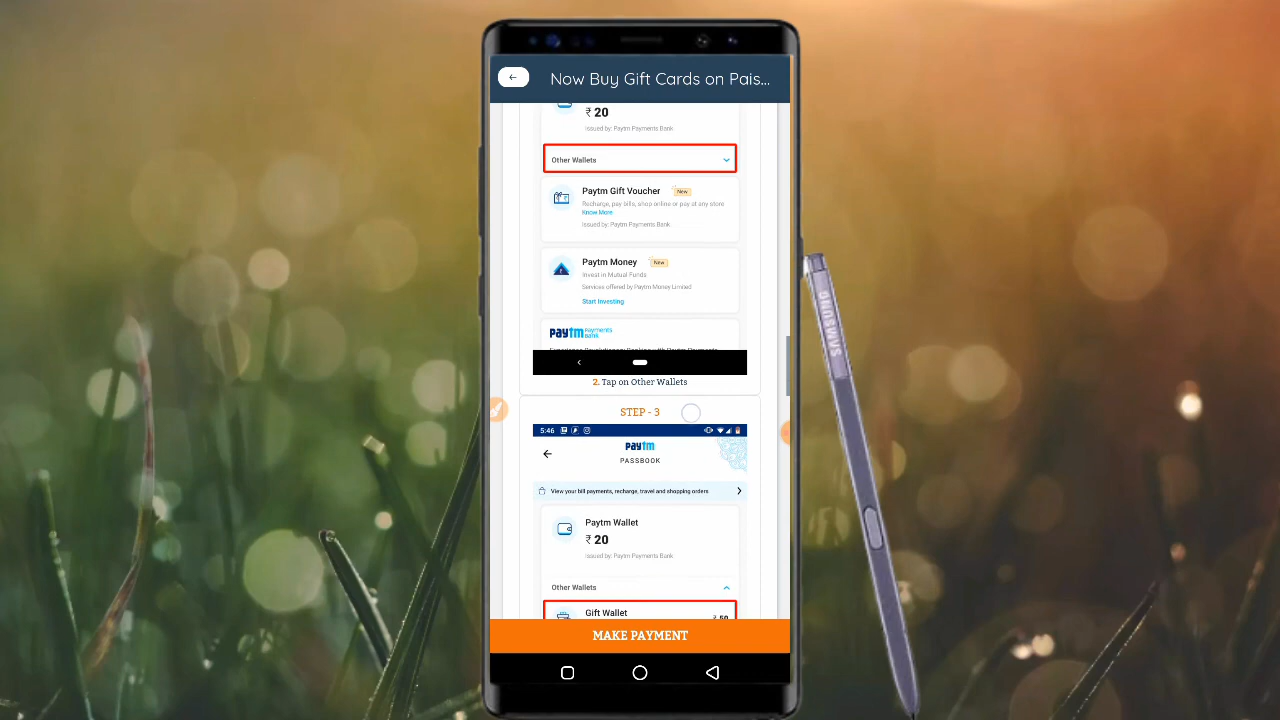 Now Buy Gift Cards on Pais...
₹ 20
Issued by: Paytm Payments Bank
Other Wallets
Paytm Gift Voucher New
Recharge, pay bills, shop online or pay at any store
Know More
Issued by: Paytm Payments Bank
Paytm Money New
Invest in Mutual Funds
Services offered by Paytm Money Limited
Start Investing
paytm Payments Bank
2. Tap on Other Wallets
STEP - 3
5:46
paytm
PASSBOOK
View your bill payments, recharge, travel and shopping orders
Paytm Wallet
₹ 20
Issued by: Paytm Payments Bank
Other Wallets
Gift Wallet
₹ 50
MAKE PAYMENT
SAMSUNG